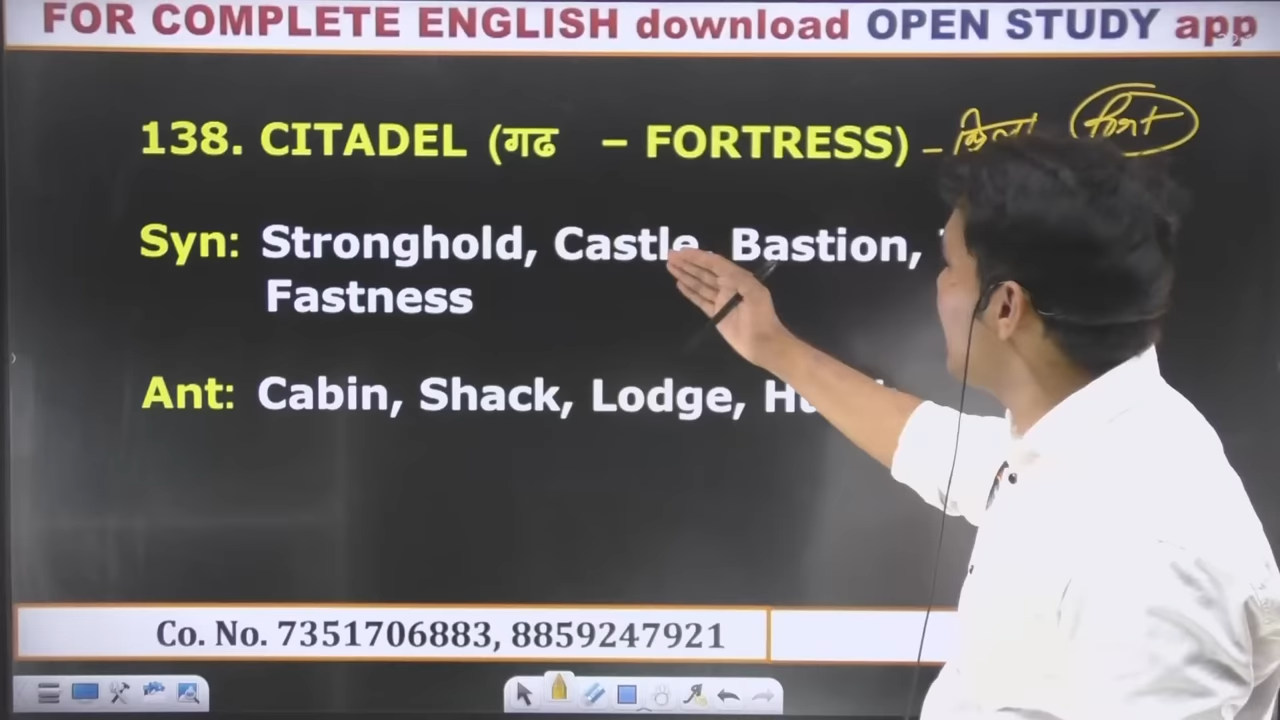 FOR COMPLETE ENGLISH download OPEN STUDY app
138. CITADEL (गढ – FORTRESS) – किला fort
Syn: Stronghold, Castle, Bastion,
Fastness
Ant: Cabin, Shack, Lodge,
Co. No. 7351706883, 8859247921